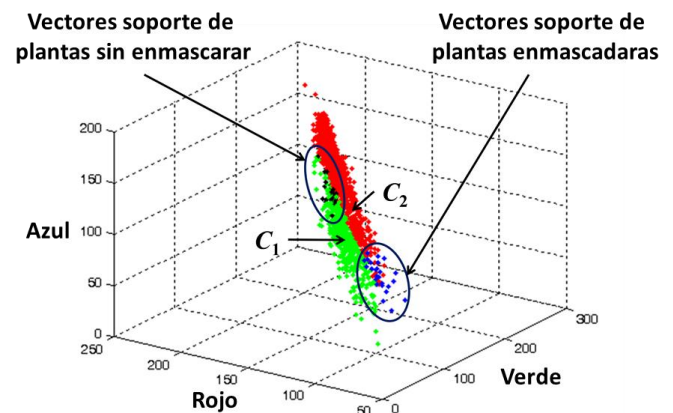 Vectores soporte de
plantas sin enmascarar
Vectores soporte de
plantas enmascadaras
200
150
100
50
0
Azul
C2
C1
250
200
150
100
50
Rojo
0
100
200
300
Verde